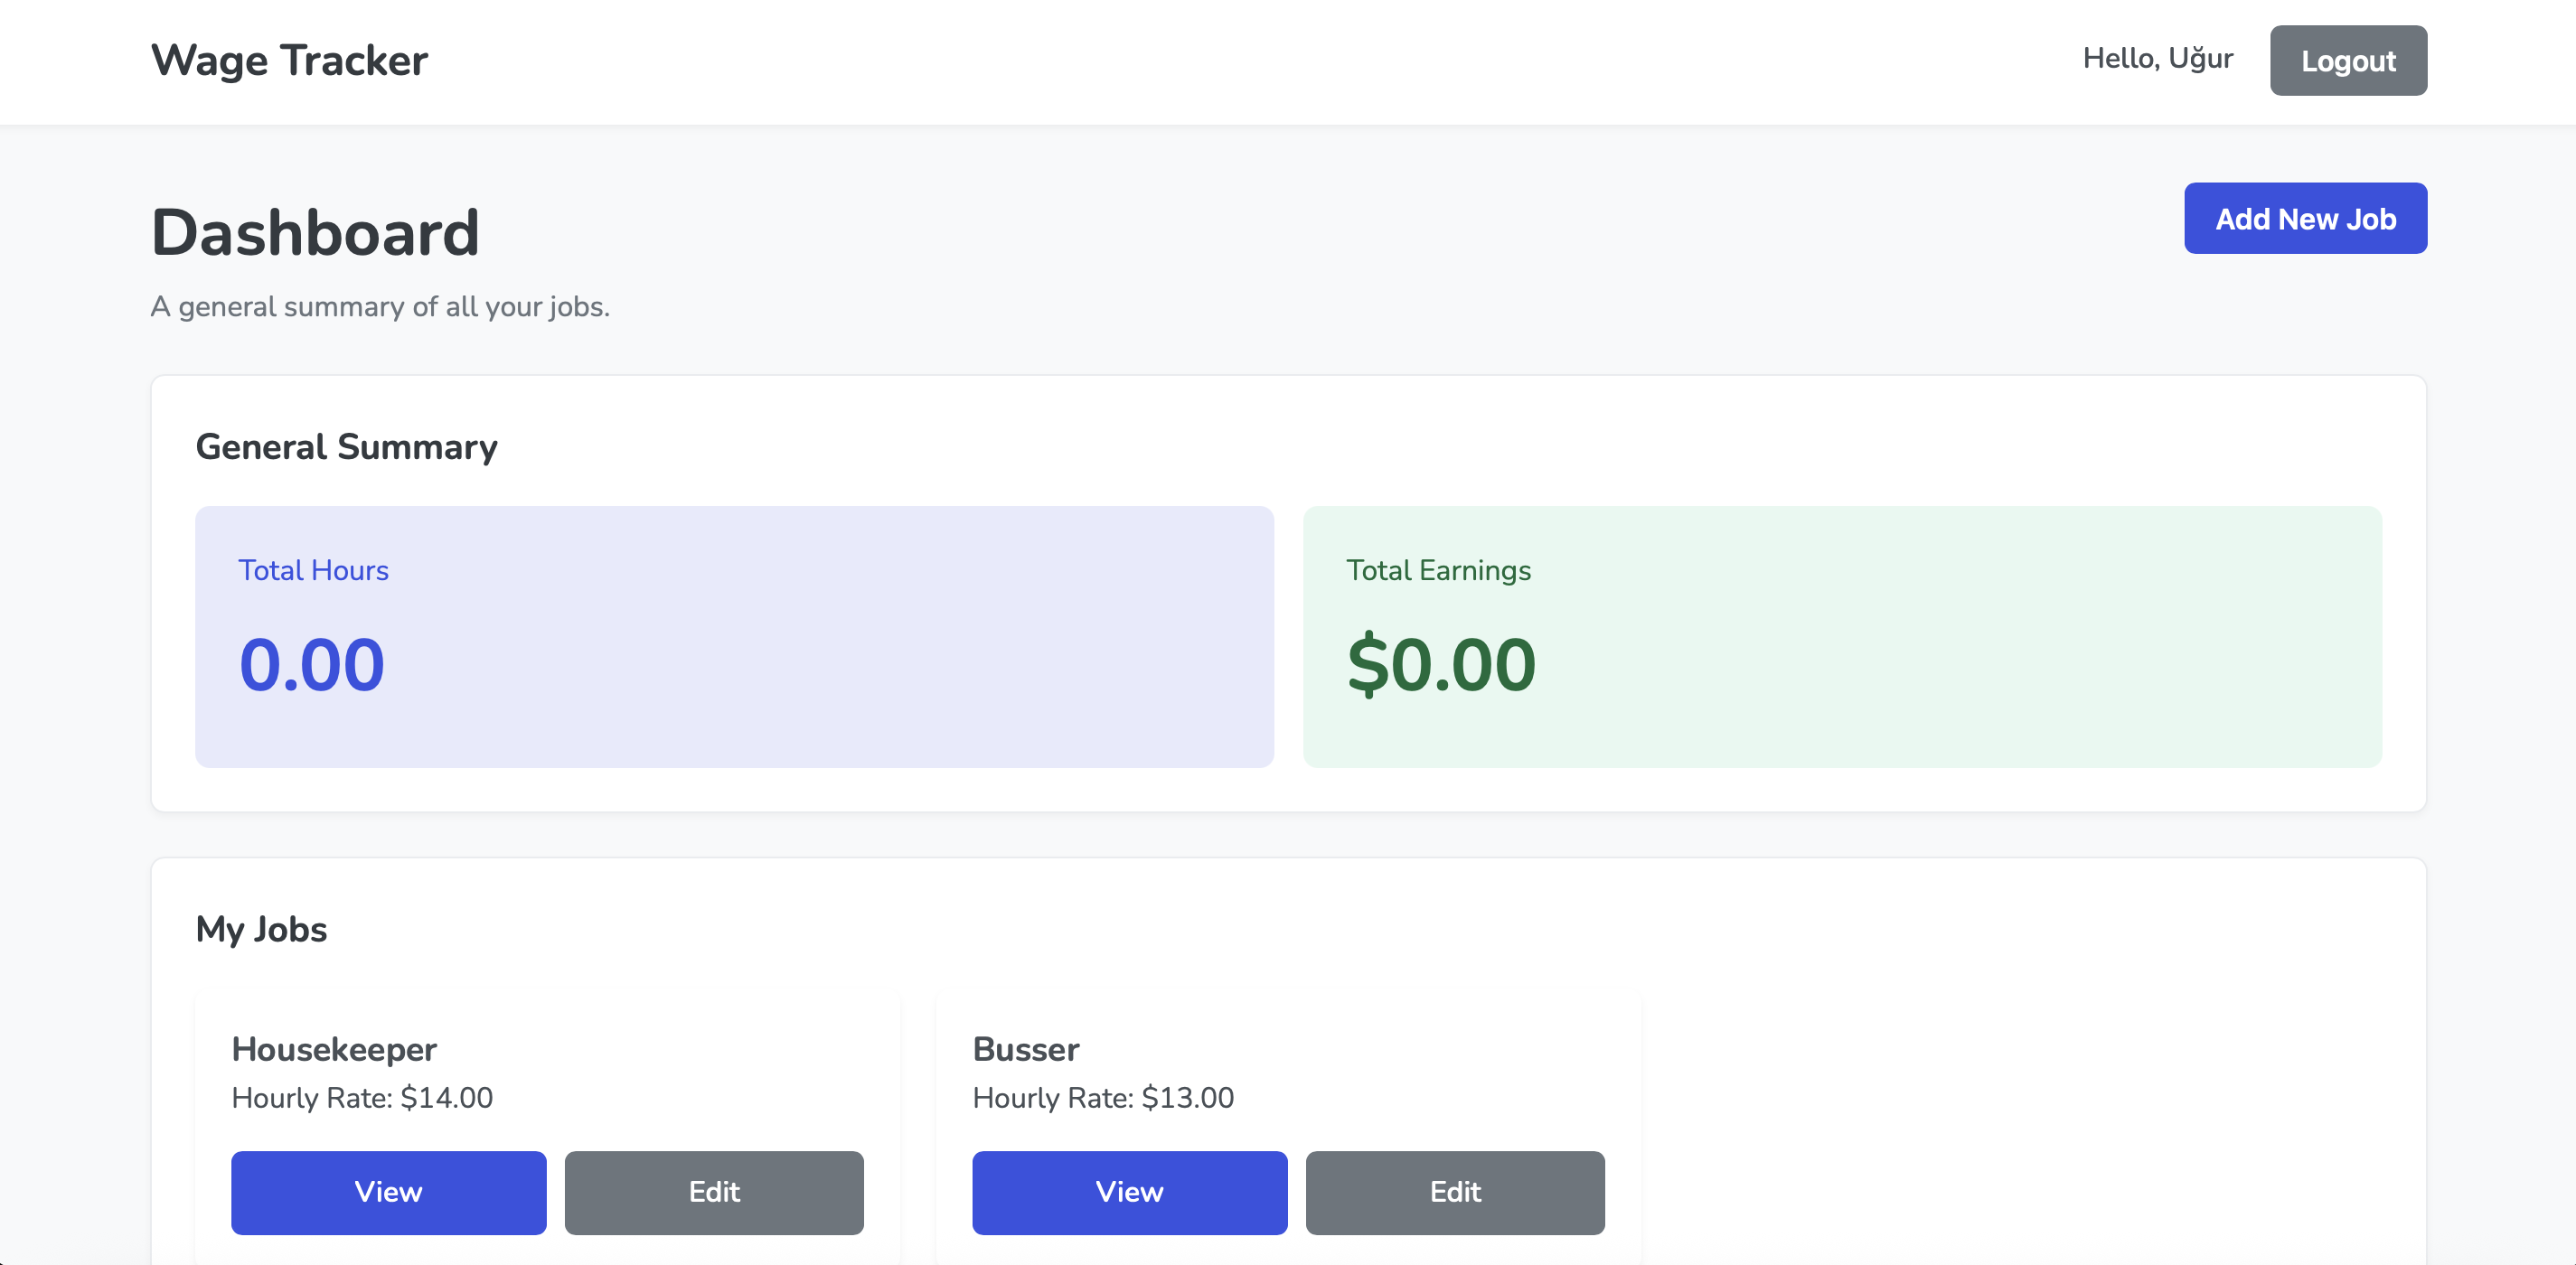 Wage Tracker
Hello, Uğur
Logout
Dashboard
Add New Job
A general summary of all your jobs.
General Summary
Total Hours
0.00
Total Earnings
$0.00
My Jobs
Housekeeper
Hourly Rate: $14.00
View
Edit
Busser
Hourly Rate: $13.00
View
Edit